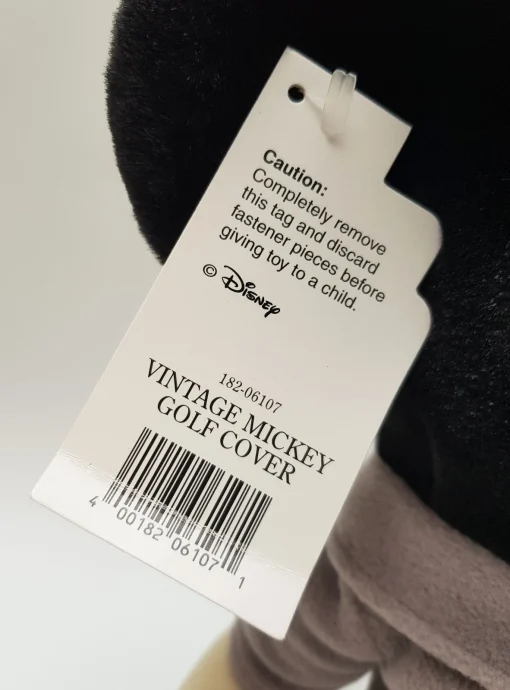 Caution:
Completely remove
this tag and discard
fastener pieces before
giving toy to a child.
© Disney
182-06107
VINTAGE MICKEY
GOLF COVER
4 00182 06107 1